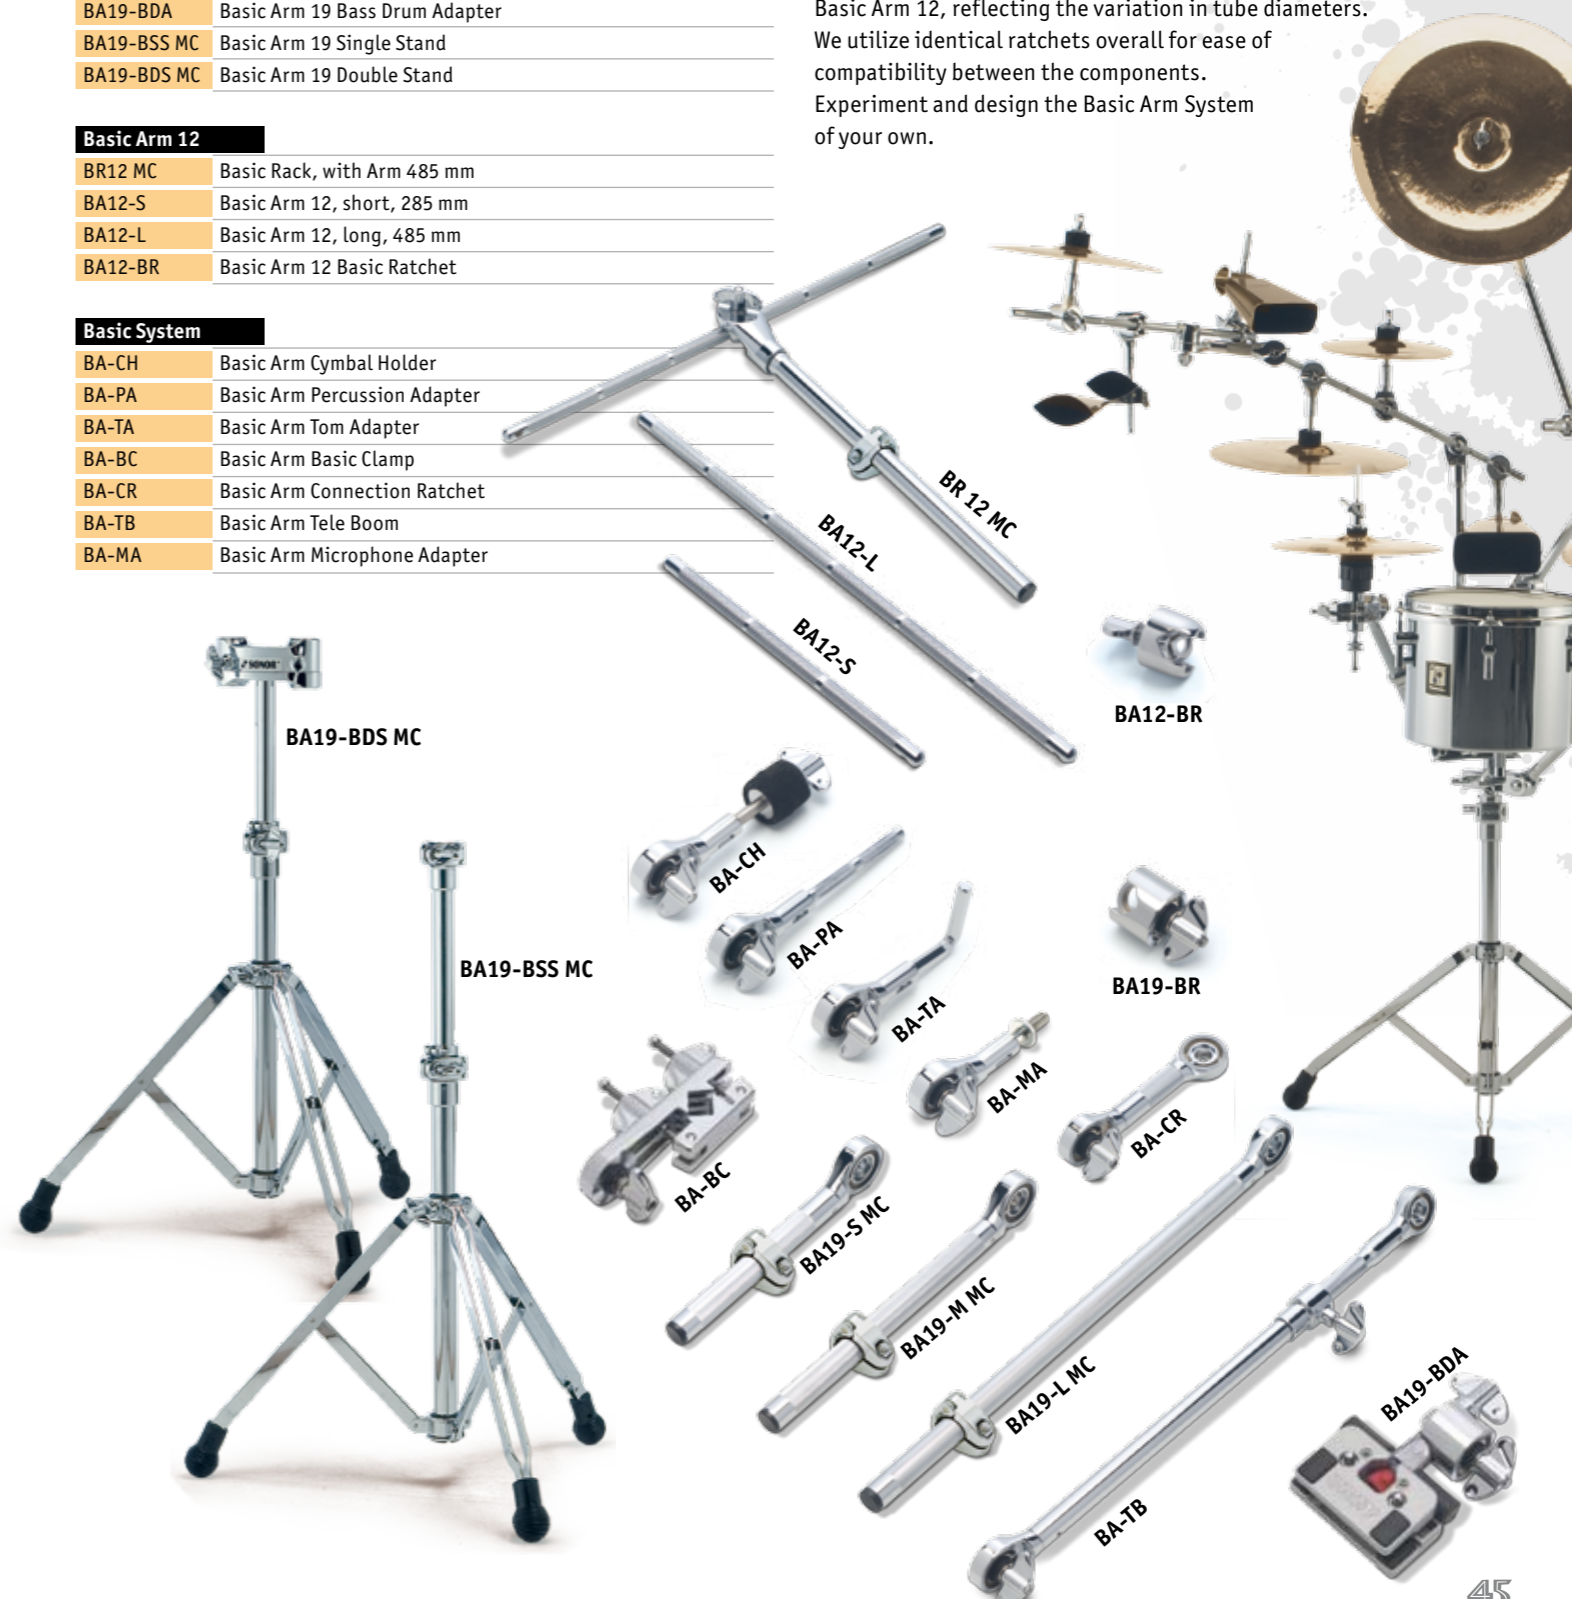 BA19-BDA Basic Arm 19 Bass Drum Adapter
BA19-BSS MC Basic Arm 19 Single Stand
BA19-BDS MC Basic Arm 19 Double Stand
Basic Arm 12
BR12 MC Basic Rack, with Arm 485 mm
BA12-S Basic Arm 12, short, 285 mm
BA12-L Basic Arm 12, long, 485 mm
BA12-BR Basic Arm 12 Basic Ratchet
Basic System
BA-CH Basic Arm Cymbal Holder
BA-PA Basic Arm Percussion Adapter
BA-TA Basic Arm Tom Adapter
BA-BC Basic Arm Basic Clamp
BA-CR Basic Arm Connection Ratchet
BA-TB Basic Arm Tele Boom
BA-MA Basic Arm Microphone Adapter
Basic Arm 12, reflecting the variation in tube diameters.
We utilize identical ratchets overall for ease of
compatibility between the components.
Experiment and design the Basic Arm System
of your own.
BR 12 MC
BA12-L
BA12-S
BA12-BR
SONOR
BA19-BDS MC
BA-CH
BA-PA
BA19-BSS MC
BA19-BR
BA-TA
BA-MA
BA-CR
BA-BC
BA19-S MC
BA19-M MC
BA19-L MC
BA19-BDA
BA-TB
45